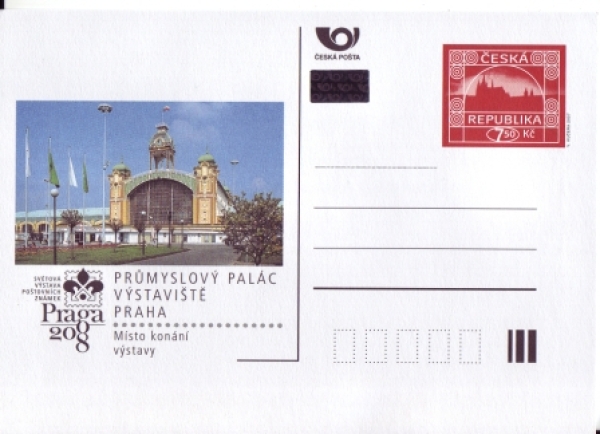 ČESKÁ POŠTA
ČESKÁ
REPUBLIKA
7,50 Kč
SVĚTOVÁ
VÝSTAVA
POŠTOVNÍCH
ZNÁMEK
Praga
2008
PRŮMYSLOVÝ PALÁC
VÝSTAVIŠTĚ
PRAHA
Místo konání
výstavy